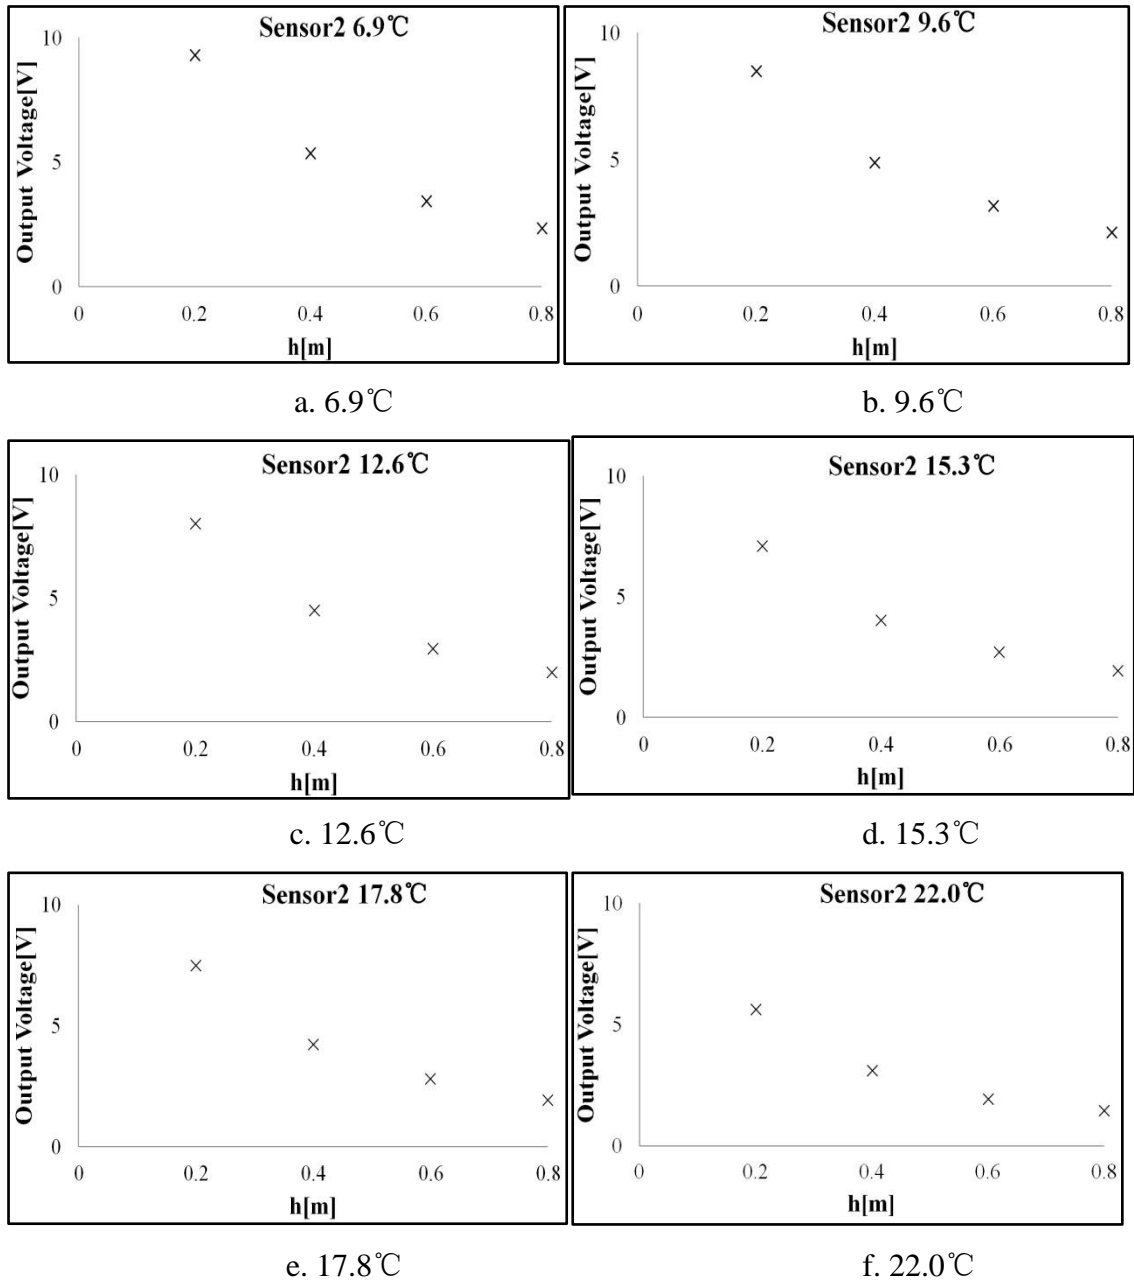 Sensor2 6.9℃
10
5
0
Output Voltage[V]
0 0.2 0.4 0.6 0.8
h[m]
a. 6.9℃
Sensor2 9.6℃
10
5
0
Output Voltage[V]
0 0.2 0.4 0.6 0.8
h[m]
b. 9.6℃
Sensor2 12.6℃
10
5
0
Output Voltage[V]
0 0.2 0.4 0.6 0.8
h[m]
c. 12.6℃
Sensor2 15.3℃
10
5
0
Output Voltage[V]
0 0.2 0.4 0.6 0.8
h[m]
d. 15.3℃
Sensor2 17.8℃
10
5
0
Output Voltage[V]
0 0.2 0.4 0.6 0.8
h[m]
e. 17.8℃
Sensor2 22.0℃
10
5
0
Output Voltage[V]
0 0.2 0.4 0.6 0.8
h[m]
f. 22.0℃